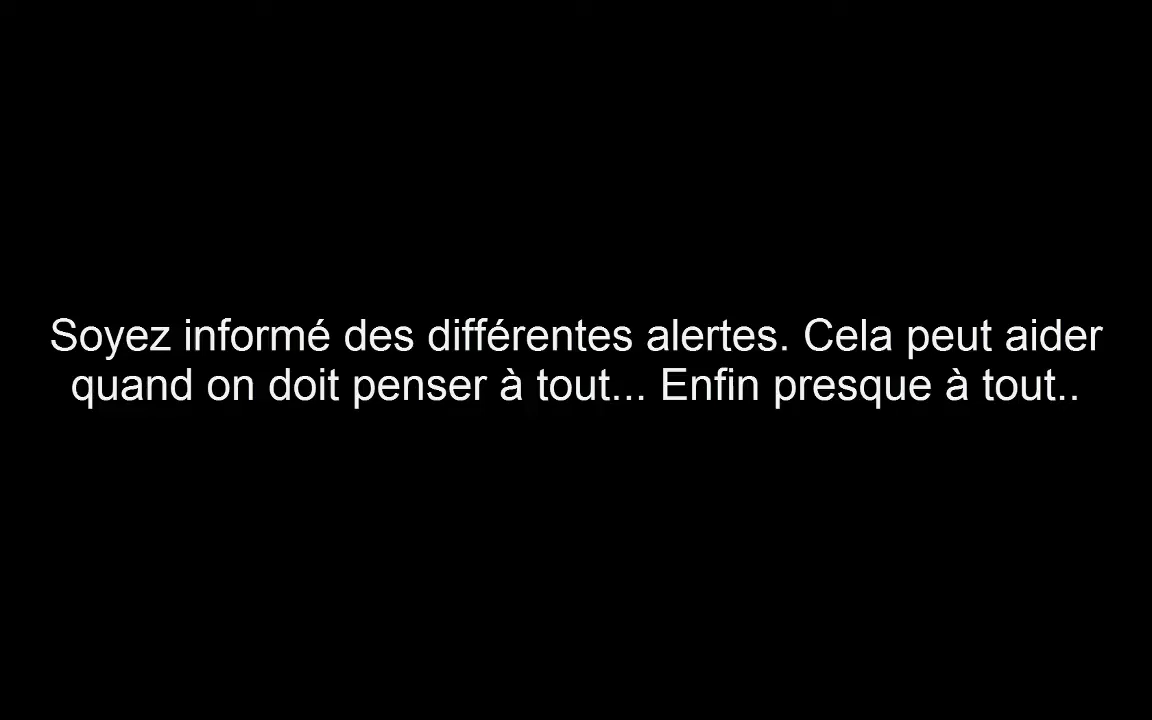 Soyez informé des différentes alertes. Cela peut aider
quand on doit penser à tout... Enfin presque à tout..